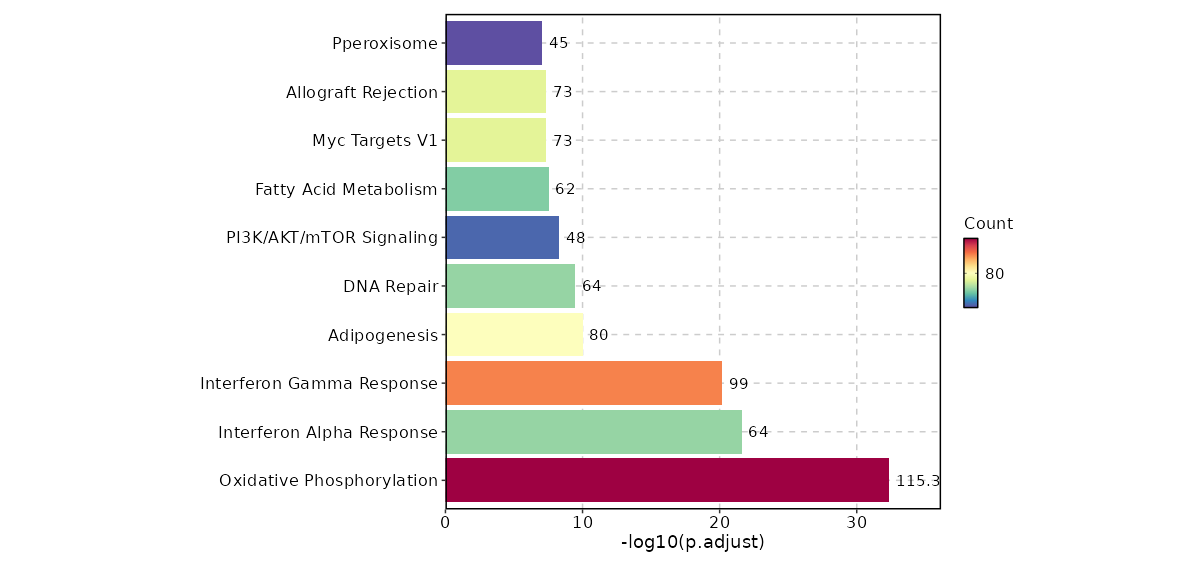 Pperoxisome 45
Allograft Rejection 73
Myc Targets V1 73
Fatty Acid Metabolism 62
PI3K/AKT/mTOR Signaling 48
DNA Repair 64
Adipogenesis 80
Interferon Gamma Response 99
Interferon Alpha Response 64
Oxidative Phosphorylation 115.3
0 10 20 30
-log10(p.adjust)
Count
80